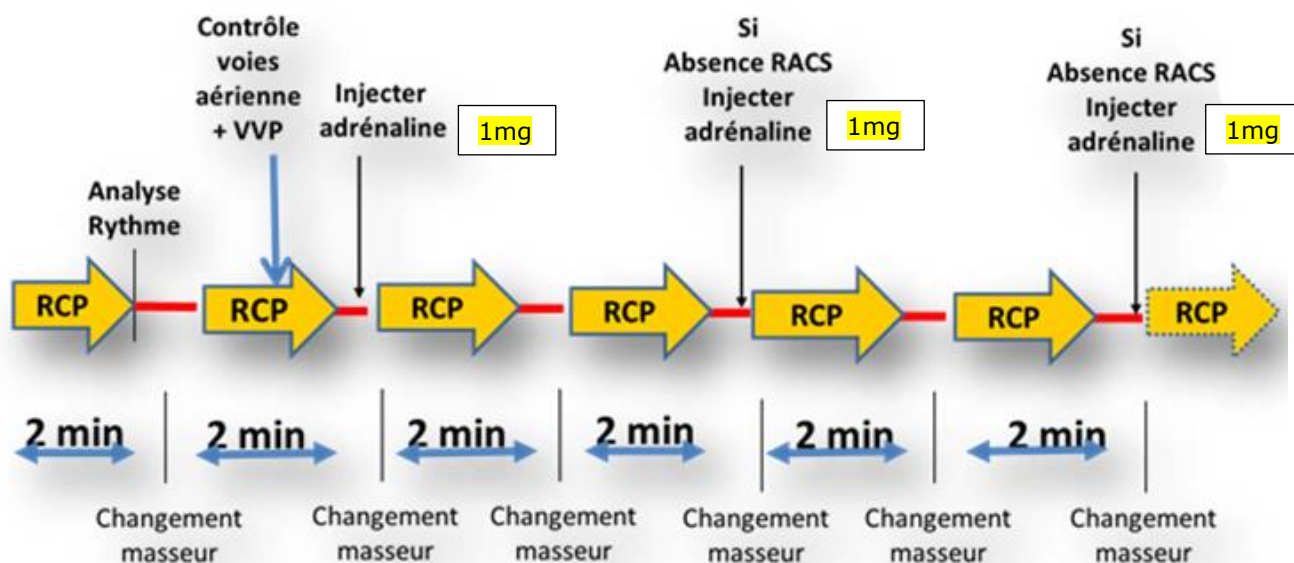 Contrôle
voies
aérienne
+ VVP
Injecter
adrénaline
1mg
Si
Absence RACS
Injecter
adrénaline
1mg
Si
Absence RACS
Injecter
adrénaline
1mg
Analyse
Rythme
RCP
RCP
RCP
RCP
RCP
RCP
RCP
2 min
2 min
2 min
2 min
2 min
2 min
Changement
masseur
Changement
masseur
Changement
masseur
Changement
masseur
Changement
masseur
Changement
masseur